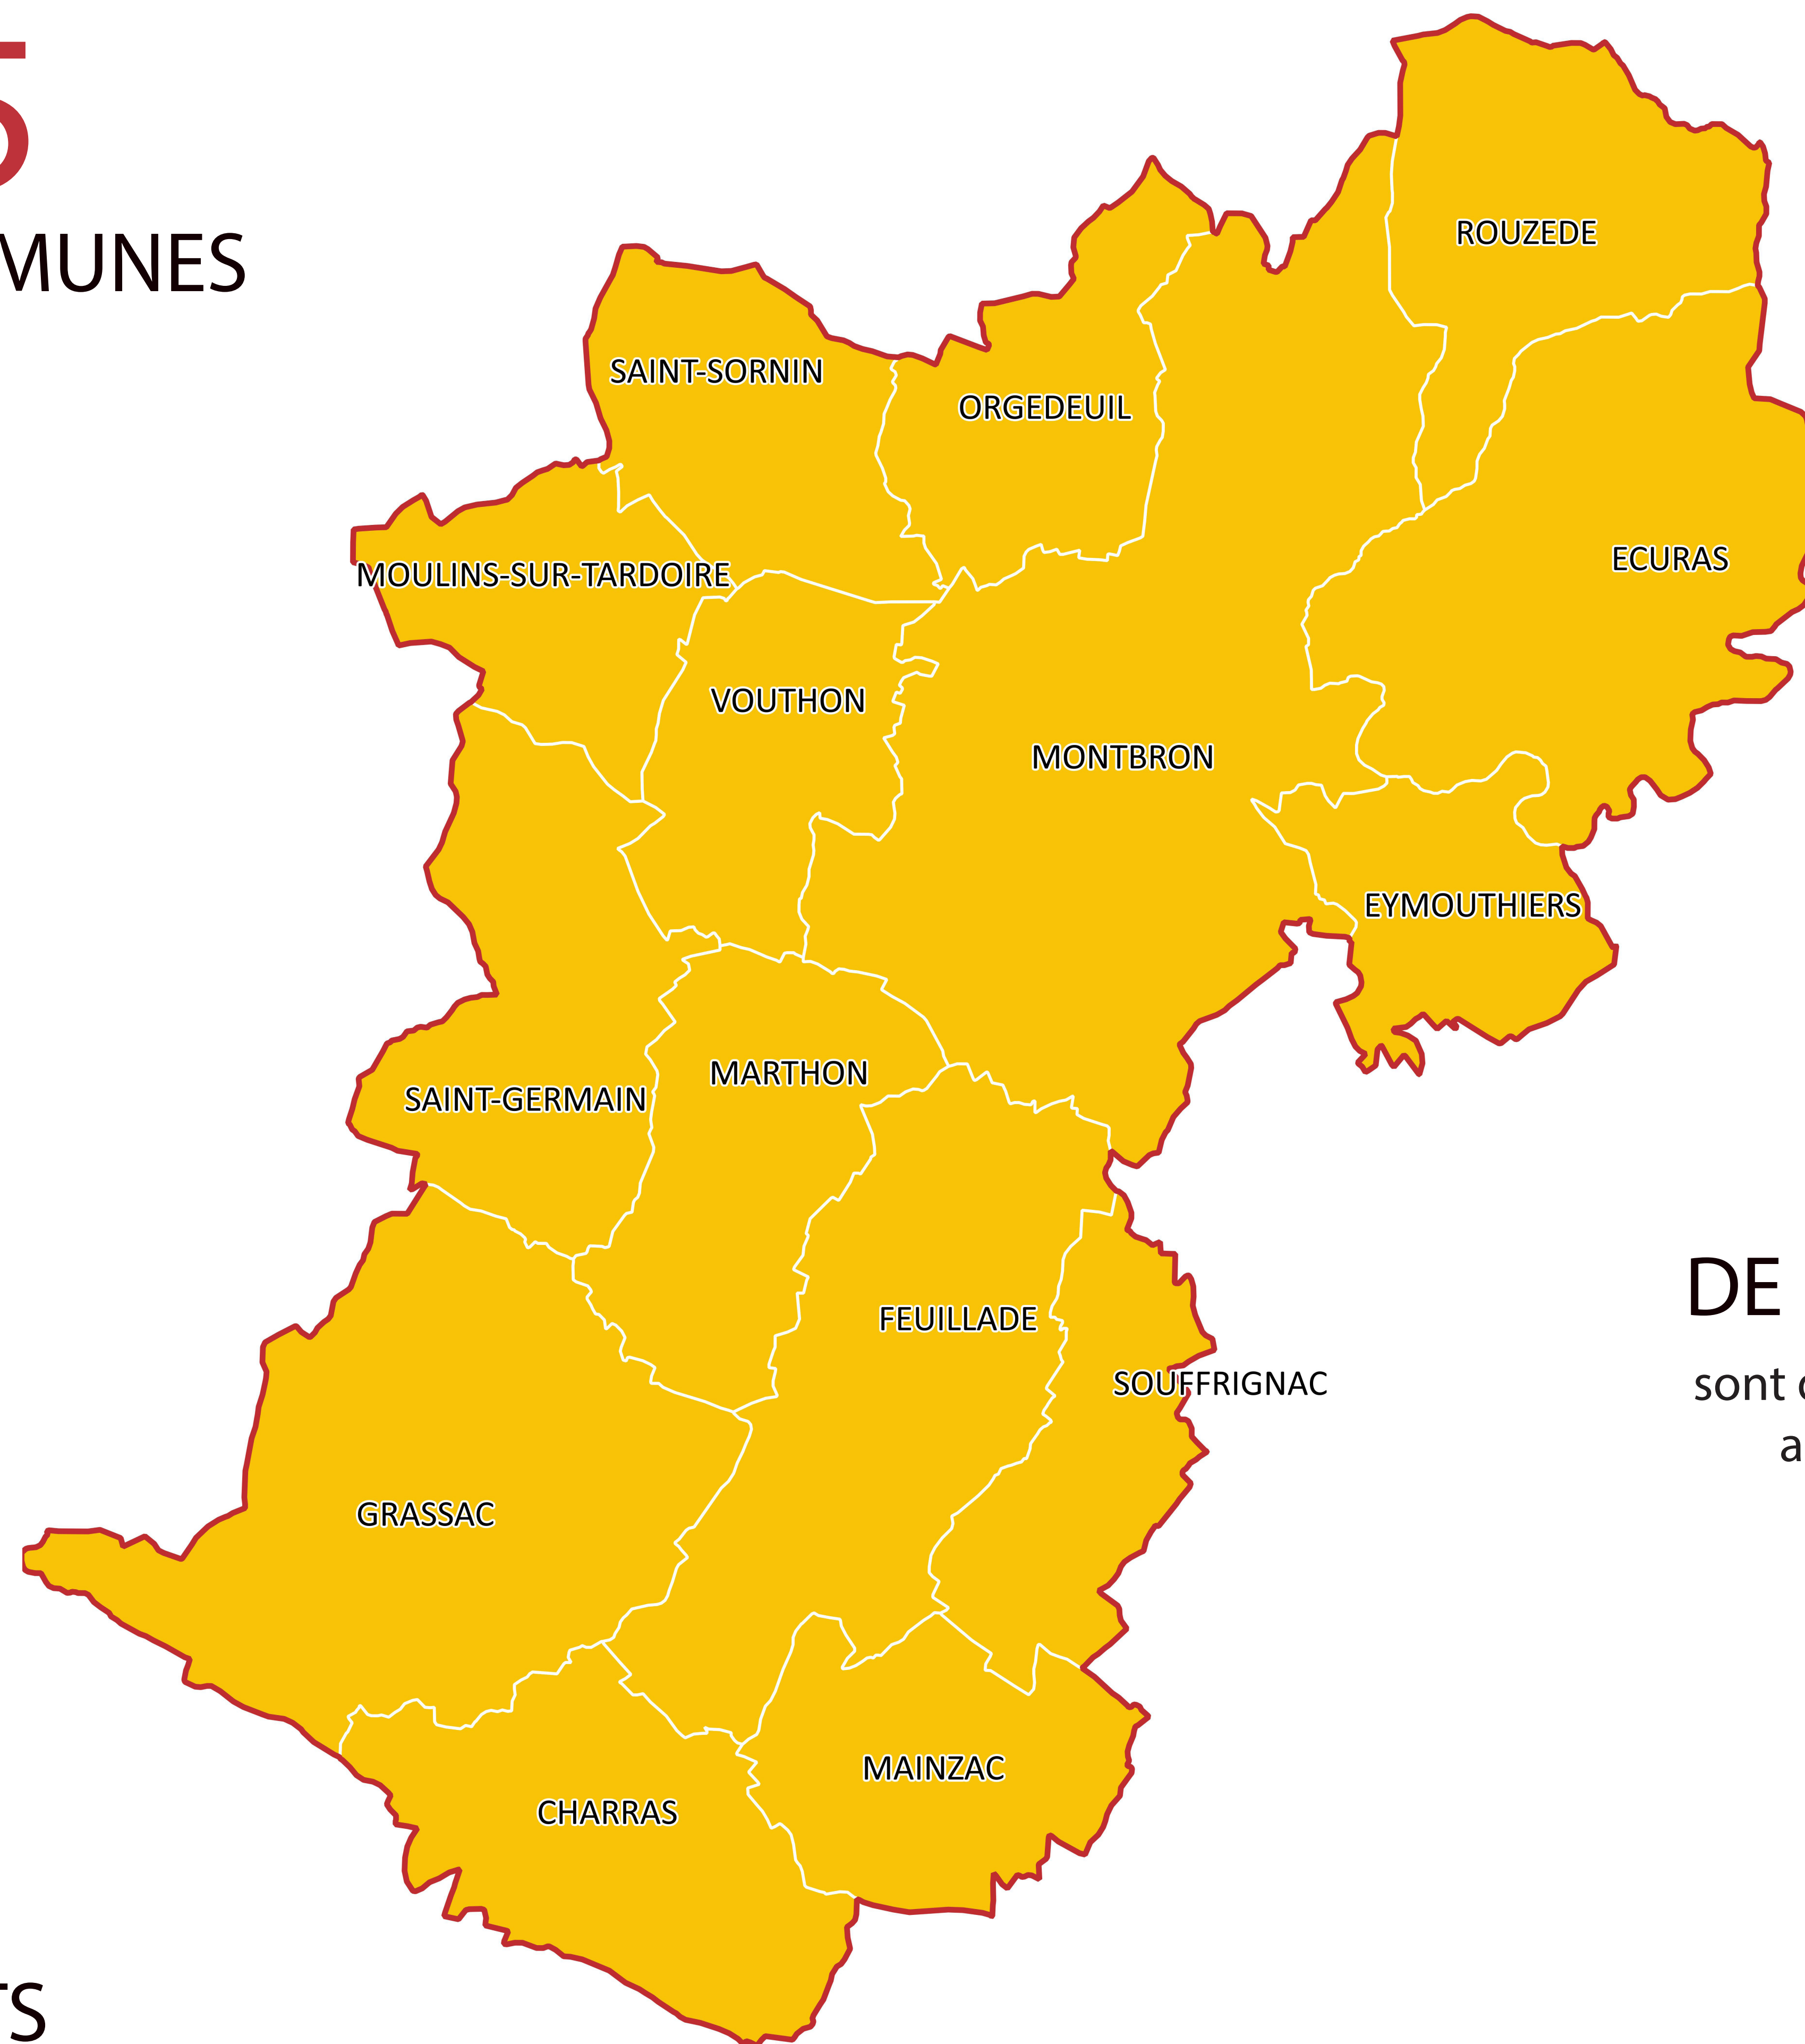 5
MUNES
ROUZEDE
SAINT-SORNIN
ORGEDEUIL
ECURAS
MOULINS-SUR-TARDOIRE
VOUTHON
MONTBRON
EYMOUTHIERS
MARTHON
SAINT-GERMAIN
DE
FEUILLADE
SOUFFRIGNAC
sont
a
GRASSAC
MAINZAC
CHARRAS
TS